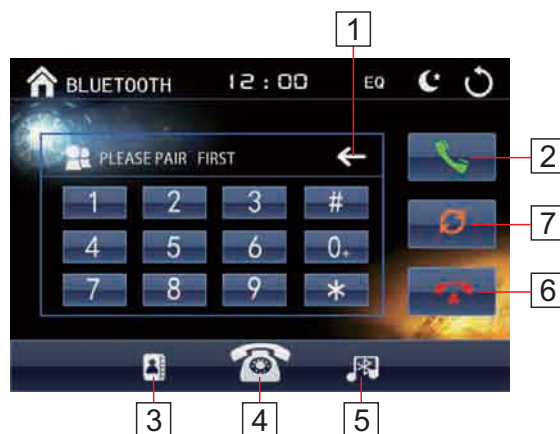 1
BLUETOOTH 12:00 EQ
PLEASE PAIR FIRST
2
1 2 3 #
7
4 5 6 0+
7 8 9 *
6
3 4 5